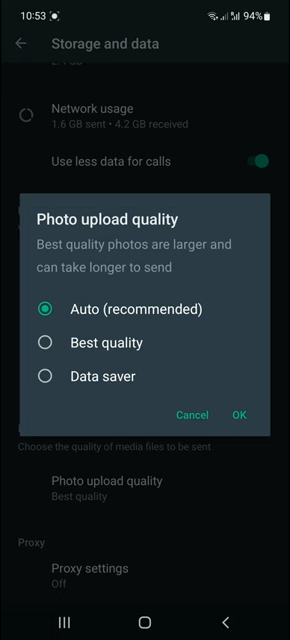 10:53 94%
Storage and data
Network usage
1.6 GB sent • 4.2 GB received
Use less data for calls
Photo upload quality
Best quality photos are larger and
can take longer to send
Auto (recommended)
Best quality
Data saver
Cancel OK
Choose the quality of media files to be sent
Photo upload quality
Best quality
Proxy
Proxy settings
Off